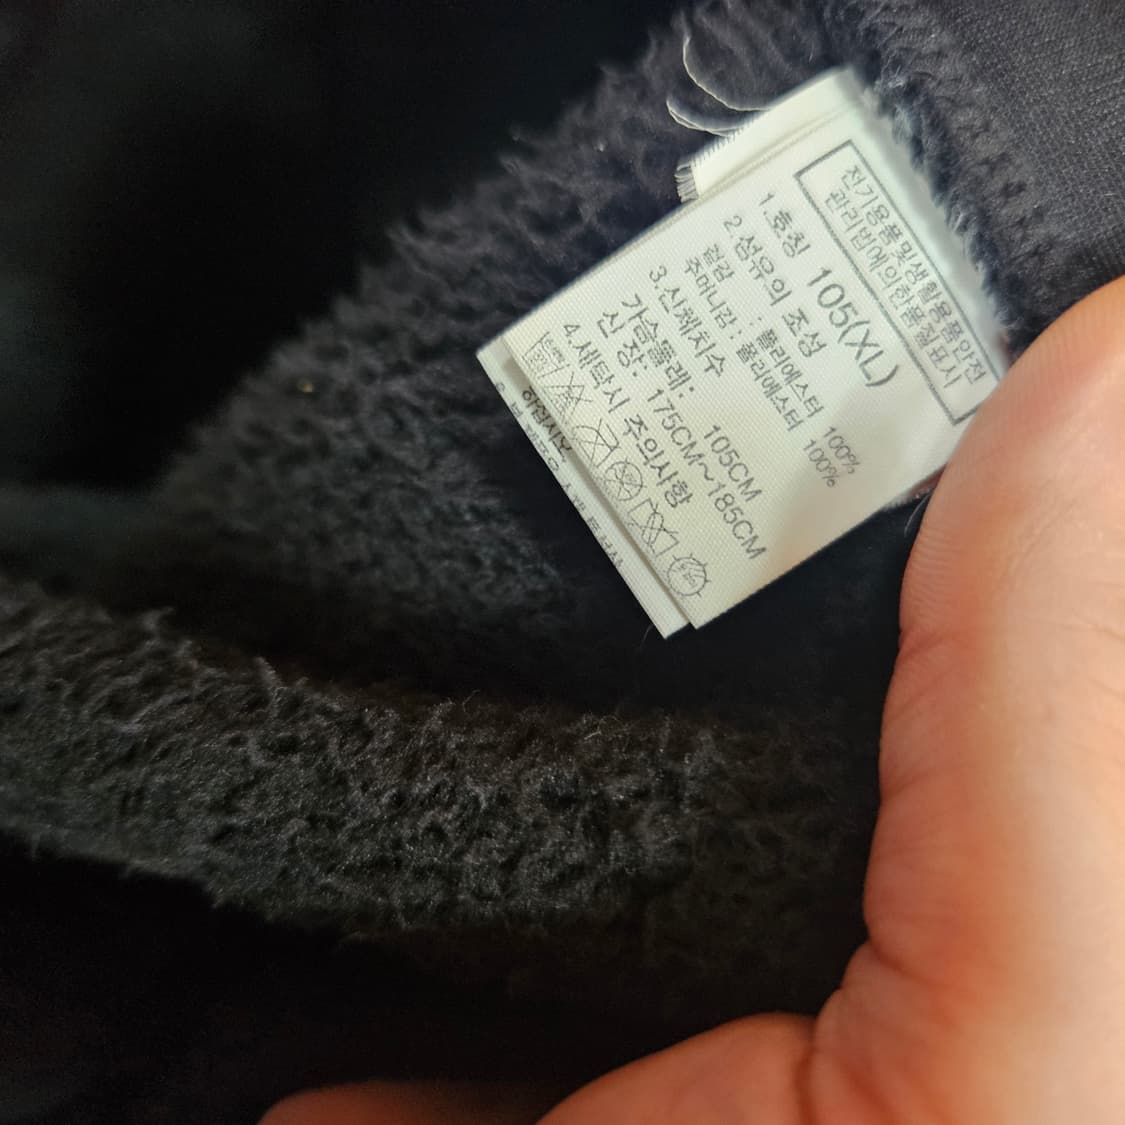 전기용품및생활용품안전
관리법에의한품질표시
1.호칭 105(XL)
2.섬유의 조성
겉감 : 폴리에스터 100%
주머니감 : 폴리에스터 100%
3.신체치수
가슴둘레: 105CM
신 장: 175CM~185CM
4.세탁시 주의사항